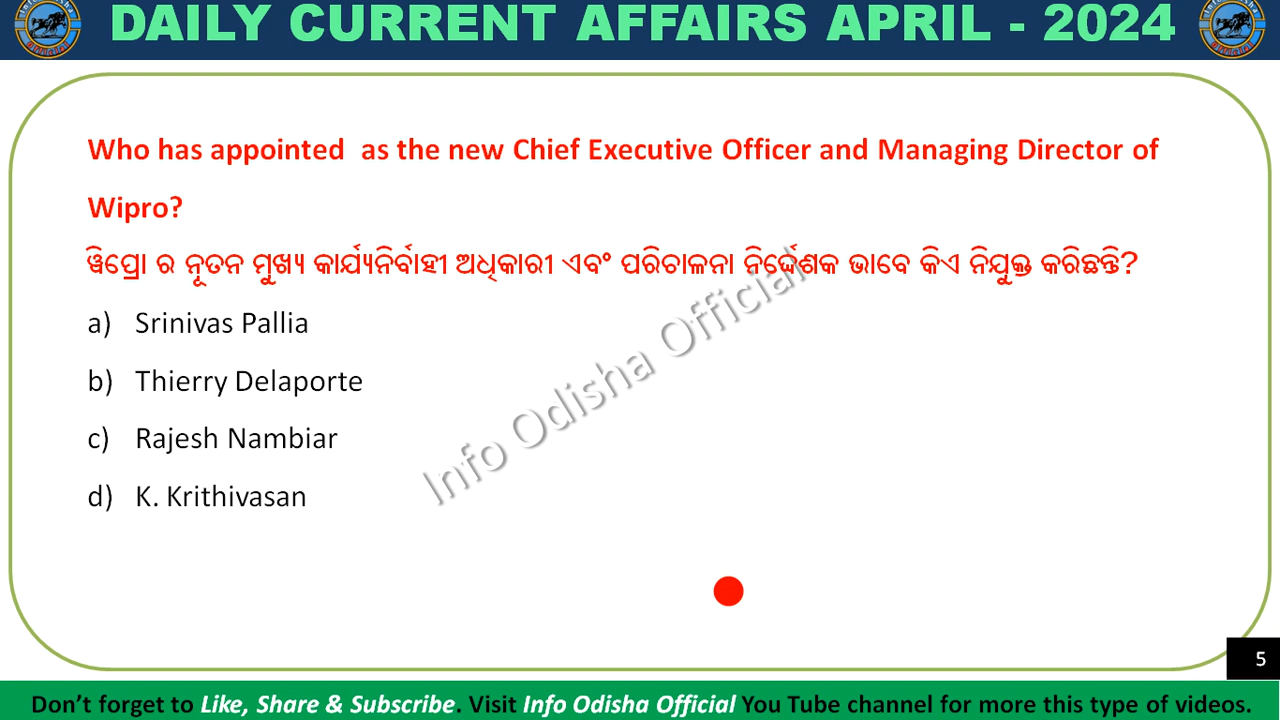 DAILY CURRENT AFFAIRS APRIL - 2024
Who has appointed  as the new Chief Executive Officer and Managing Director of
Wipro?
ୱିପ୍ରୋ ର ନୂତନ ମୁଖ୍ୟ କାର୍ଯ୍ୟନିର୍ବାହୀ ଅଧିକାରୀ ଏବଂ ପରିଚାଳନା ନିର୍ଦ୍ଦେଶକ ଭାବେ କିଏ ନିଯୁକ୍ତ କରିଛନ୍ତି?
a) Srinivas Pallia
b) Thierry Delaporte
c) Rajesh Nambiar
d) K. Krithivasan
Info Odisha Official
5
Don’t forget to Like, Share & Subscribe. Visit Info Odisha Official You Tube channel for more this type of videos.